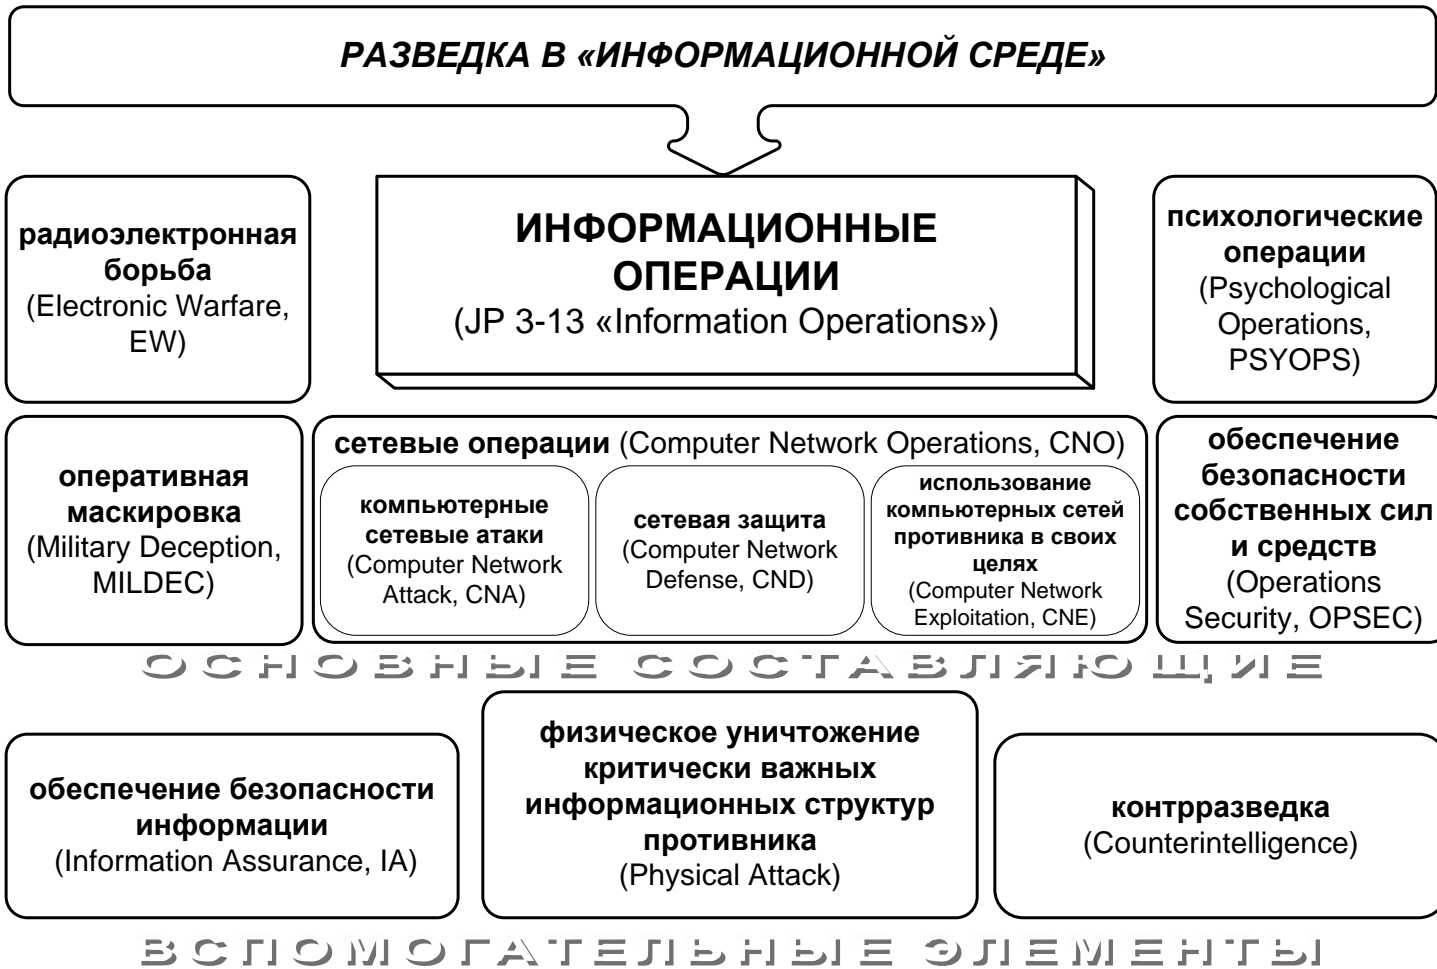 РАЗВЕДКА В «ИНФОРМАЦИОННОЙ СРЕДЕ»
радиоэлектронная
борьба
(Electronic Warfare,
EW)
ИНФОРМАЦИОННЫЕ
ОПЕРАЦИИ
(JP 3-13 «Information Operations»)
психологические
операции
(Psychological
Operations,
PSYOPS)
оперативная
маскировка
(Military Deception,
MILDEC)
сетевые операции (Computer Network Operations, CNO)
компьютерные
сетевые атаки
(Computer Network
Attack, CNA)
сетевая защита
(Computer Network
Defense, CND)
использование
компьютерных сетей
противника в своих
целях
(Computer Network
Exploitation, CNE)
обеспечение
безопасности
собственных сил
и средств
(Operations
Security, OPSEC)
ОСНОВНЫЕ СОСТАВЛЯЮЩИЕ
обеспечение безопасности
информации
(Information Assurance, IA)
физическое уничтожение
критически важных
информационных структур
противника
(Physical Attack)
контрразведка
(Counterintelligence)
ВСПОМОГАТЕЛЬНЫЕ ЭЛЕМЕНТЫ